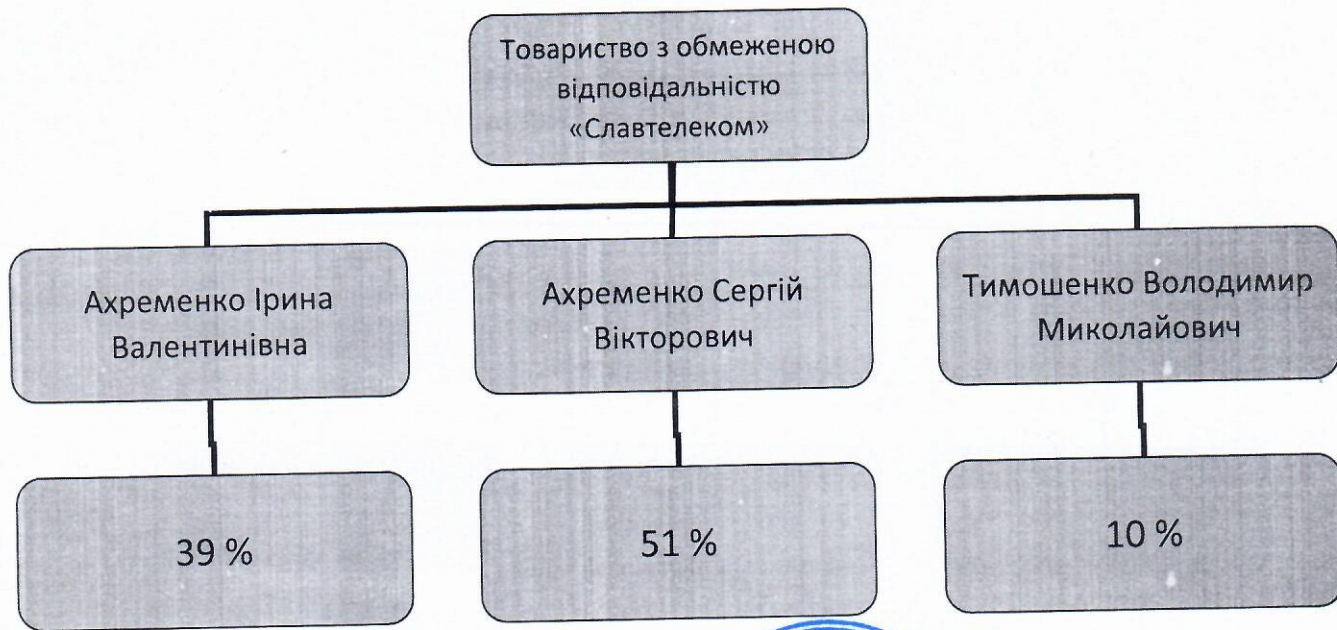 Товариство з обмеженою
відповідальністю
«Славтелеком»
Ахременко Ірина
Валентинівна
Ахременко Сергій
Вікторович
Тимошенко Володимир
Миколайович
39 %
51 %
10 %